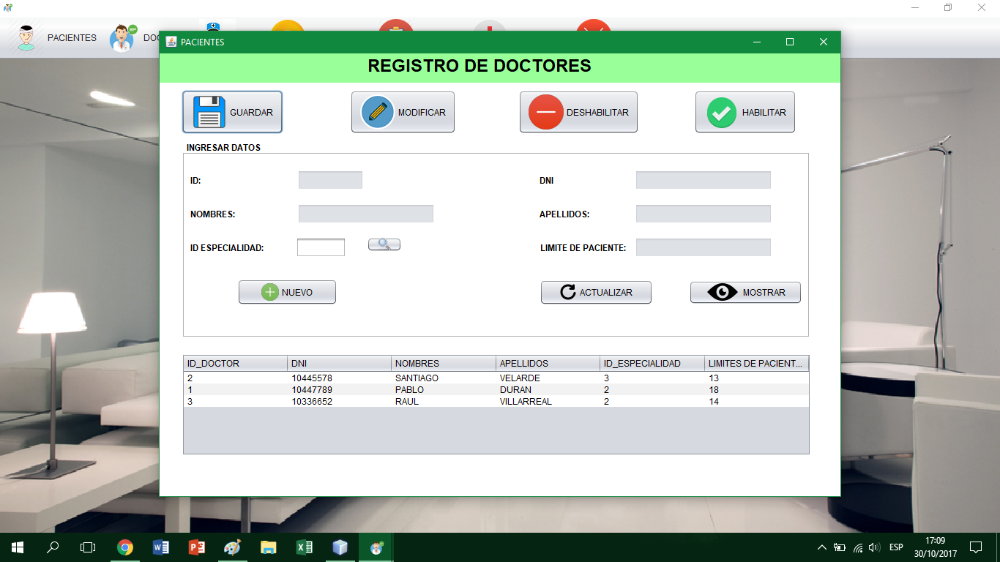 PACIENTES
DOC
PACIENTES
REGISTRO DE DOCTORES
GUARDAR MODIFICAR DESHABILITAR HABILITAR
INGRESAR DATOS
ID: DNI
NOMBRES: APELLIDOS:
ID ESPECIALIDAD: LIMITE DE PACIENTE:
NUEVO ACTUALIZAR MOSTRAR
ID_DOCTOR DNI NOMBRES APELLIDOS ID_ESPECIALIDAD LIMITES DE PACIENT...
2 10445578 SANTIAGO VELARDE 3 13
1 10447789 PABLO DURAN 2 18
3 10336652 RAUL VILLARREAL 2 14
ESP
17:09
30/10/2017